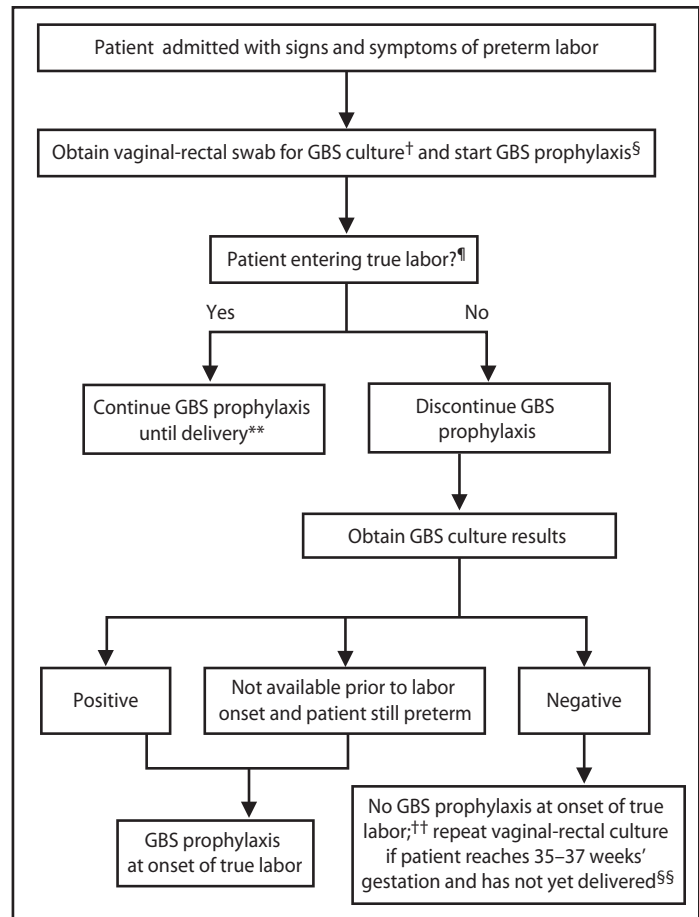 Patient admitted with signs and symptoms of preterm labor
Obtain vaginal-rectal swab for GBS culture† and start GBS prophylaxis§
Patient entering true labor?¶
Yes
No
Continue GBS prophylaxis
until delivery**
Discontinue GBS
prophylaxis
Obtain GBS culture results
Positive
Not available prior to labor
onset and patient still preterm
Negative
GBS prophylaxis
at onset of true labor
No GBS prophylaxis at onset of true
labor;†† repeat vaginal-rectal culture
if patient reaches 35–37 weeks’
gestation and has not yet delivered§§